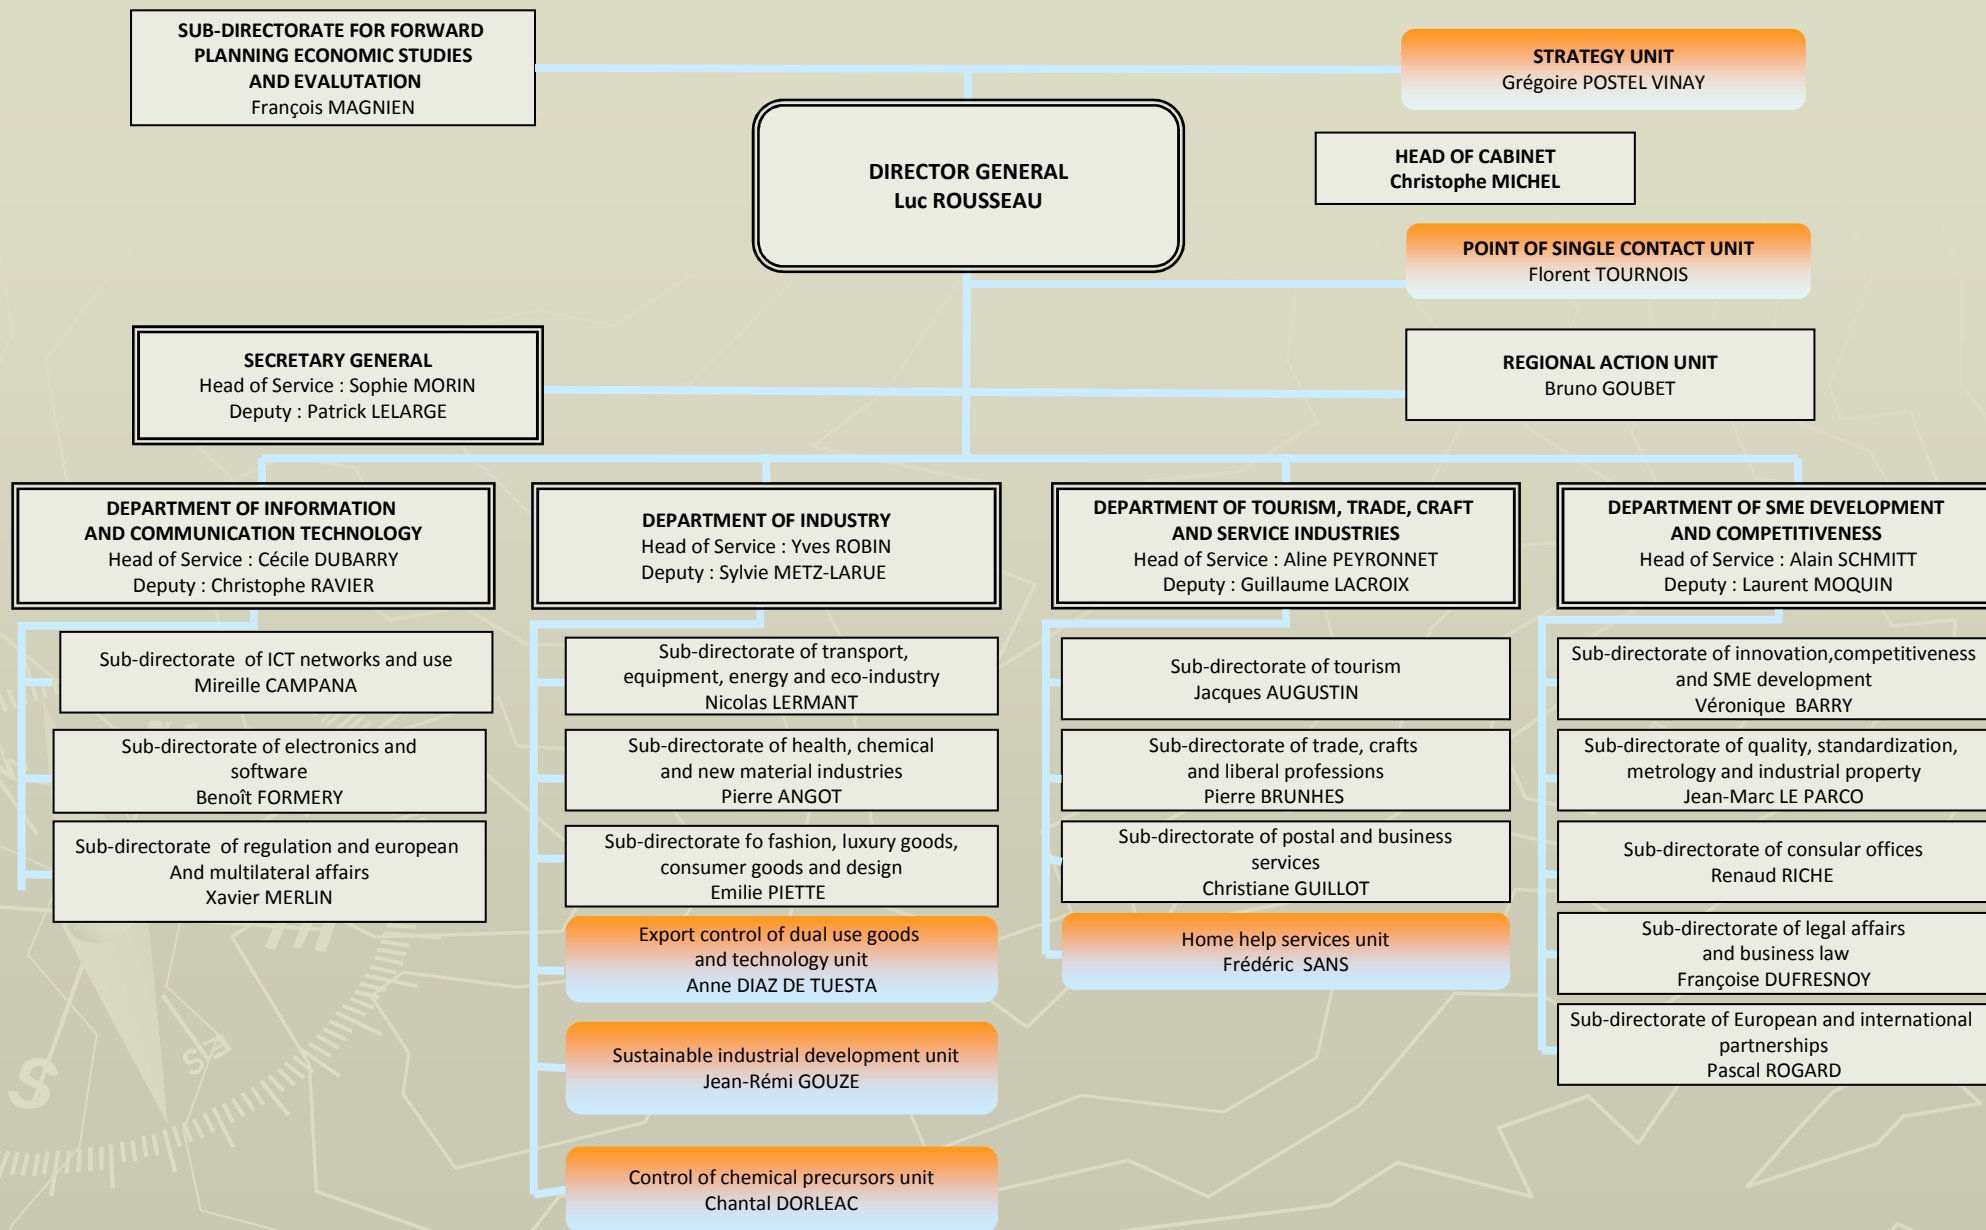 SUB-DIRECTORATE FOR FORWARD
PLANNING ECONOMIC STUDIES
AND EVALUTATION
François MAGNIEN
STRATEGY UNIT
Grégoire POSTEL VINAY
DIRECTOR GENERAL
Luc ROUSSEAU
HEAD OF CABINET
Christophe MICHEL
POINT OF SINGLE CONTACT UNIT
Florent TOURNOIS
SECRETARY GENERAL
Head of Service : Sophie MORIN
Deputy : Patrick LELARGE
REGIONAL ACTION UNIT
Bruno GOUBET
DEPARTMENT OF INFORMATION
AND COMMUNICATION TECHNOLOGY
Head of Service : Cécile DUBARRY
Deputy : Christophe RAVIER
Sub-directorate of ICT networks and use
Mireille CAMPANA
Sub-directorate of electronics and
software
Benoît FORMERY
Sub-directorate of regulation and european
And multilateral affairs
Xavier MERLIN
DEPARTMENT OF INDUSTRY
Head of Service : Yves ROBIN
Deputy : Sylvie METZ-LARUE
Sub-directorate of transport,
equipment, energy and eco-industry
Nicolas LERMANT
Sub-directorate of health, chemical
and new material industries
Pierre ANGOT
Sub-directorate fo fashion, luxury goods,
consumer goods and design
Emilie PIETTE
Export control of dual use goods
and technology unit
Anne DIAZ DE TUESTA
Sustainable industrial development unit
Jean-Rémi GOUZE
Control of chemical precursors unit
Chantal DORLEAC
DEPARTMENT OF TOURISM, TRADE, CRAFT
AND SERVICE INDUSTRIES
Head of Service : Aline PEYRONNET
Deputy : Guillaume LACROIX
Sub-directorate of tourism
Jacques AUGUSTIN
Sub-directorate of trade, crafts
and liberal professions
Pierre BRUNHES
Sub-directorate of postal and business
services
Christiane GUILLOT
Home help services unit
Frédéric SANS
DEPARTMENT OF SME DEVELOPMENT
AND COMPETITIVENESS
Head of Service : Alain SCHMITT
Deputy : Laurent MOQUIN
Sub-directorate of innovation,competitiveness
and SME development
Véronique BARRY
Sub-directorate of quality, standardization,
metrology and industrial property
Jean-Marc LE PARCO
Sub-directorate of consular offices
Renaud RICHE
Sub-directorate of legal affairs
and business law
Françoise DUFRESNOY
Sub-directorate of European and international
partnerships
Pascal ROGARD
S